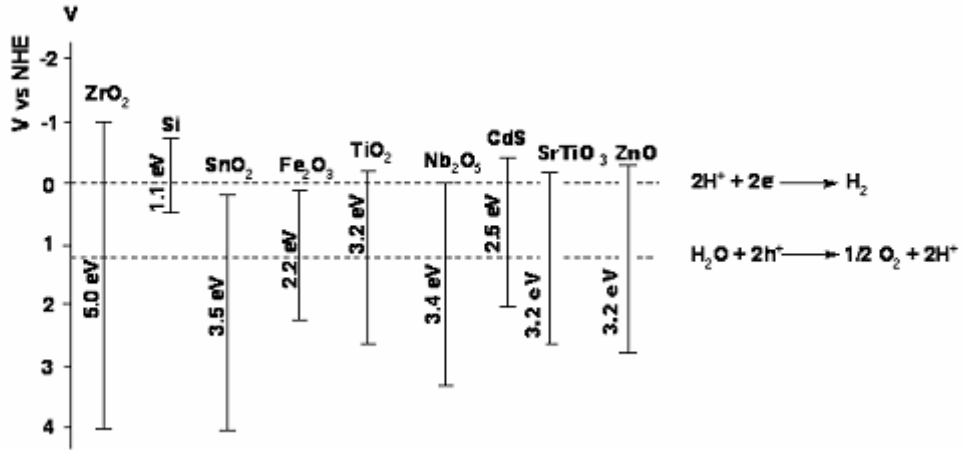 V
V vs NHE
-2
-1
0
1
2
3
4
ZrO₂
5.0 eV
Si
1.1 eV
SnO₂
3.5 eV
Fe₂O₃
2.2 eV
TiO₂
3.2 eV
Nb₂O₅
3.4 eV
CdS
2.5 eV
SrTiO₃
3.2 eV
ZnO
3.2 eV
2H⁺ + 2e⁻ ⟶ H₂
H₂O + 2h⁺ ⟶ 1/2 O₂ + 2H⁺